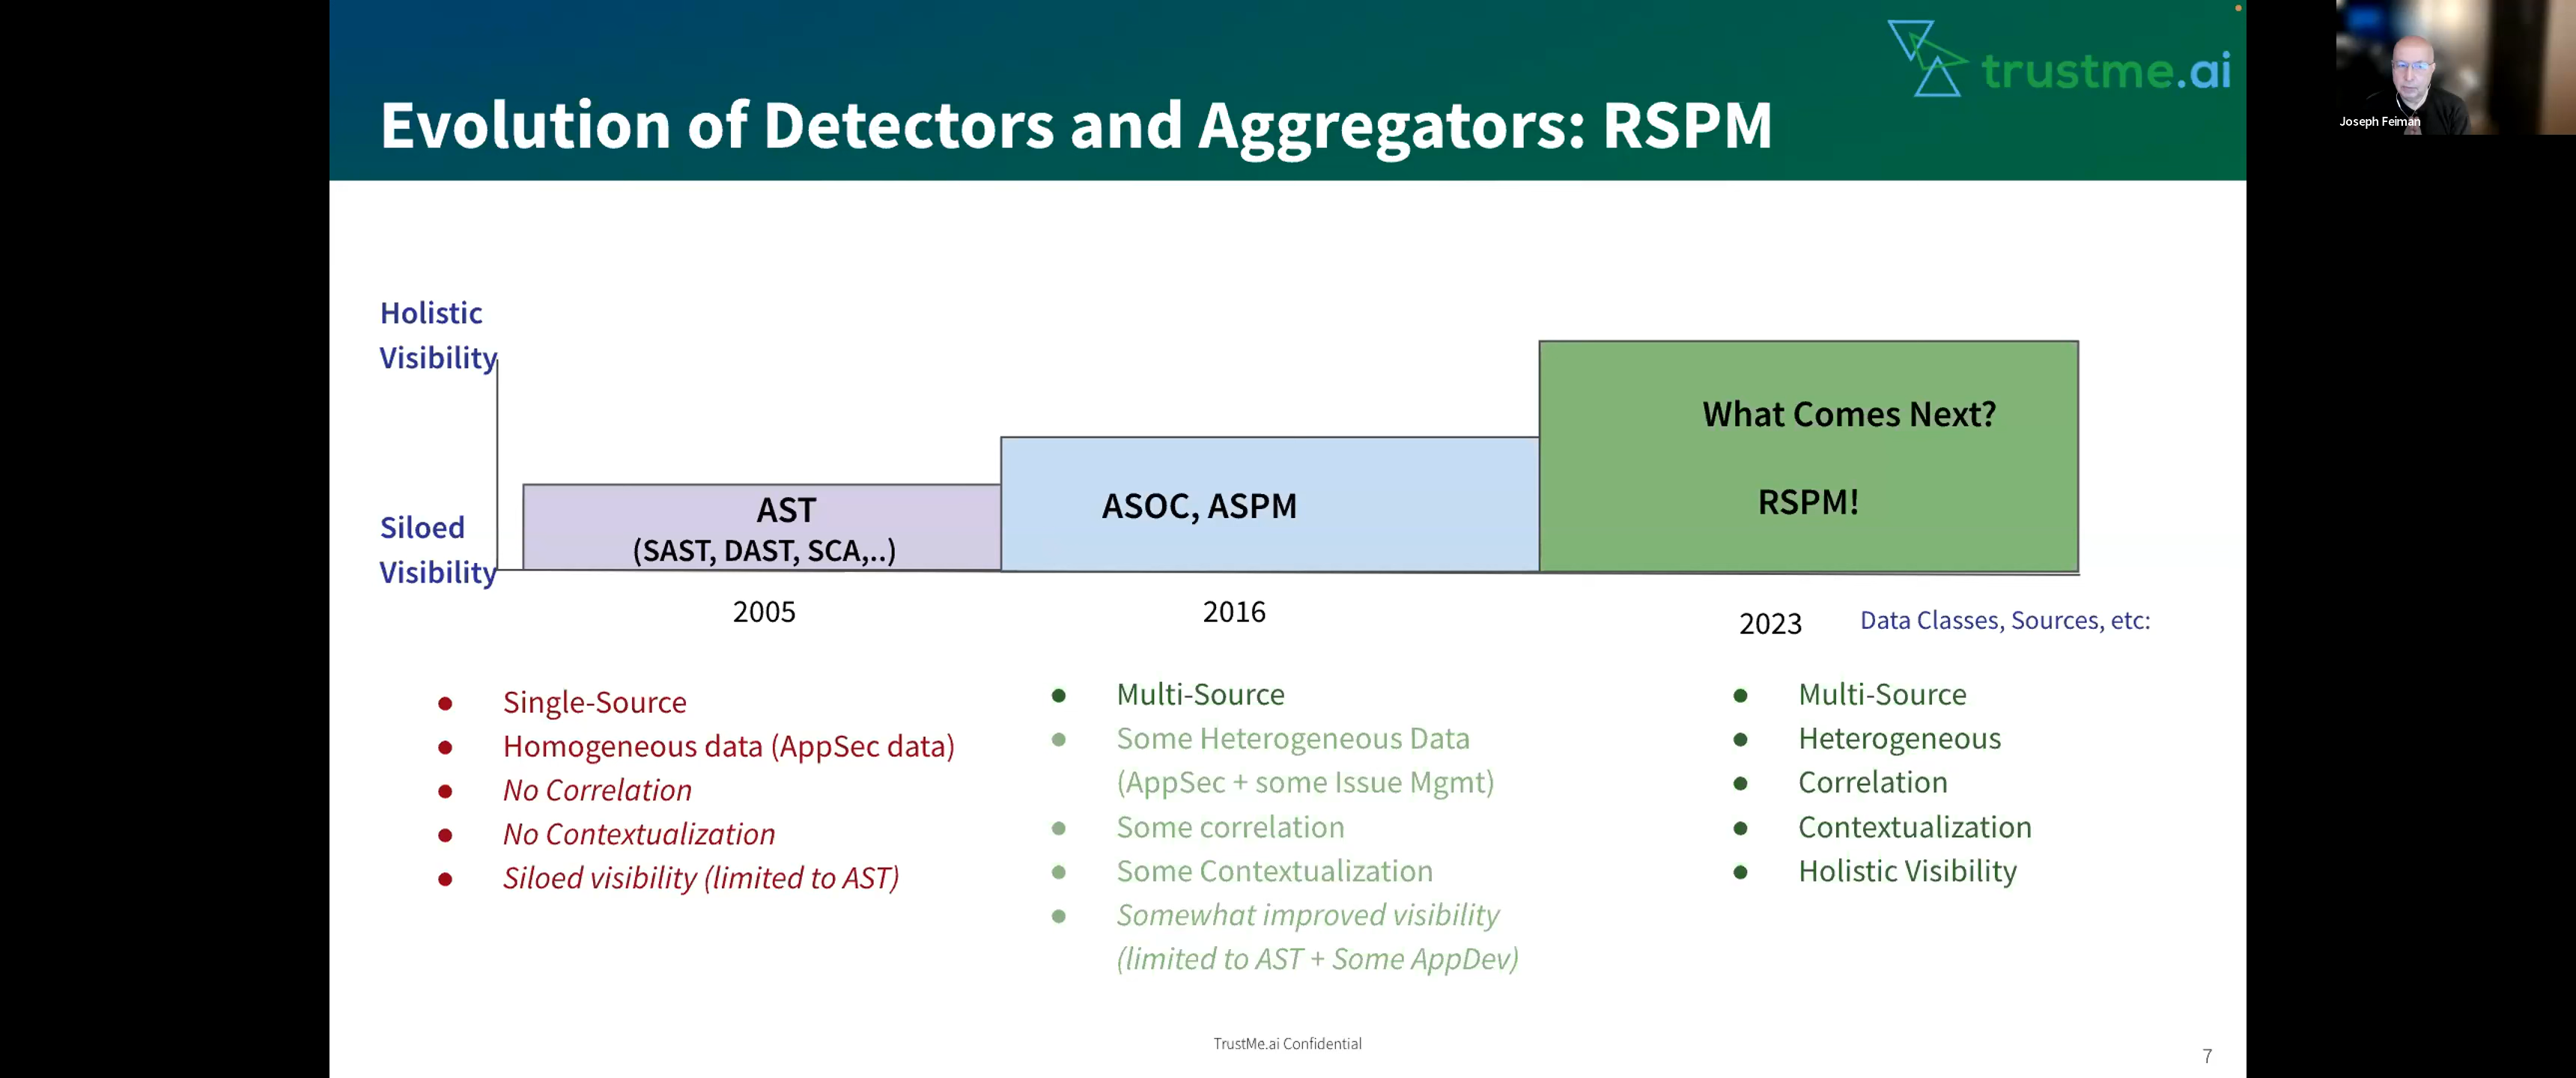 trustme.ai
Evolution of Detectors and Aggregators: RSPM
Joseph Feiman
Holistic
Visibility
Siloed
Visibility
AST
(SAST, DAST, SCA,..)
ASOC, ASPM
What Comes Next?
RSPM!
2005
2016
2023
Data Classes, Sources, etc:
● Single-Source
● Homogeneous data (AppSec data)
● No Correlation
● No Contextualization
● Siloed visibility (limited to AST)
● Multi-Source
● Some Heterogeneous Data
(AppSec + some Issue Mgmt)
● Some correlation
● Some Contextualization
● Somewhat improved visibility
(limited to AST + Some AppDev)
● Multi-Source
● Heterogeneous
● Correlation
● Contextualization
● Holistic Visibility
TrustMe.ai Confidential
7